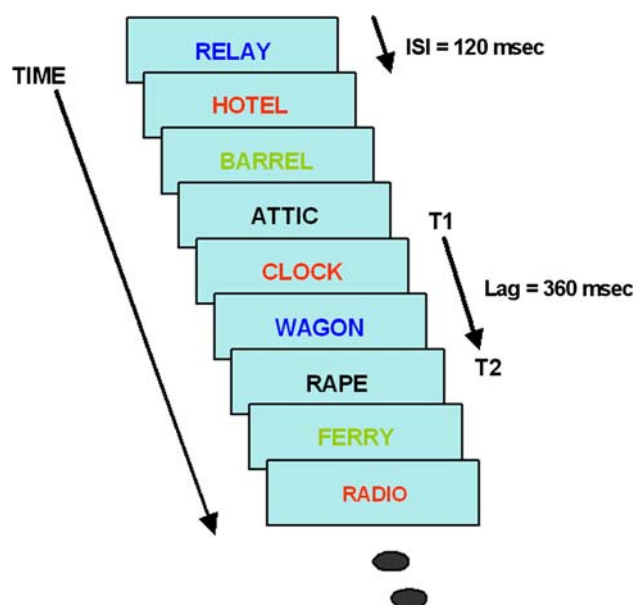 RELAY
ISI = 120 msec
TIME
HOTEL
BARREL
ATTIC
T1
CLOCK
Lag = 360 msec
WAGON
T2
RAPE
FERRY
RADIO